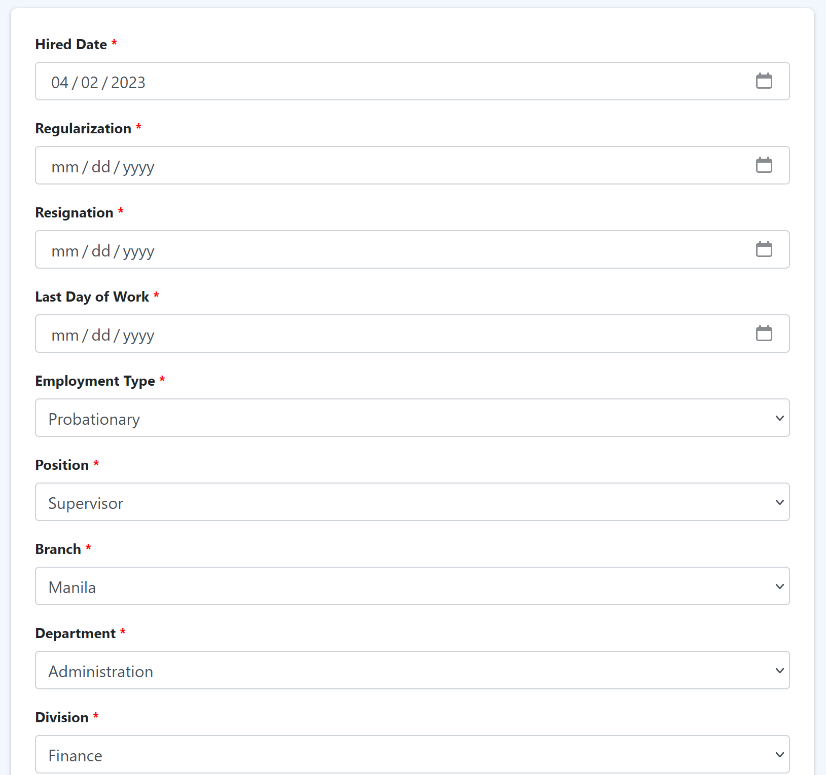 Hired Date *
04/02/2023
Regularization *
mm/dd/yyyy
Resignation *
mm/dd/yyyy
Last Day of Work *
mm/dd/yyyy
Employment Type *
Probationary
Position *
Supervisor
Branch *
Manila
Department *
Administration
Division *
Finance